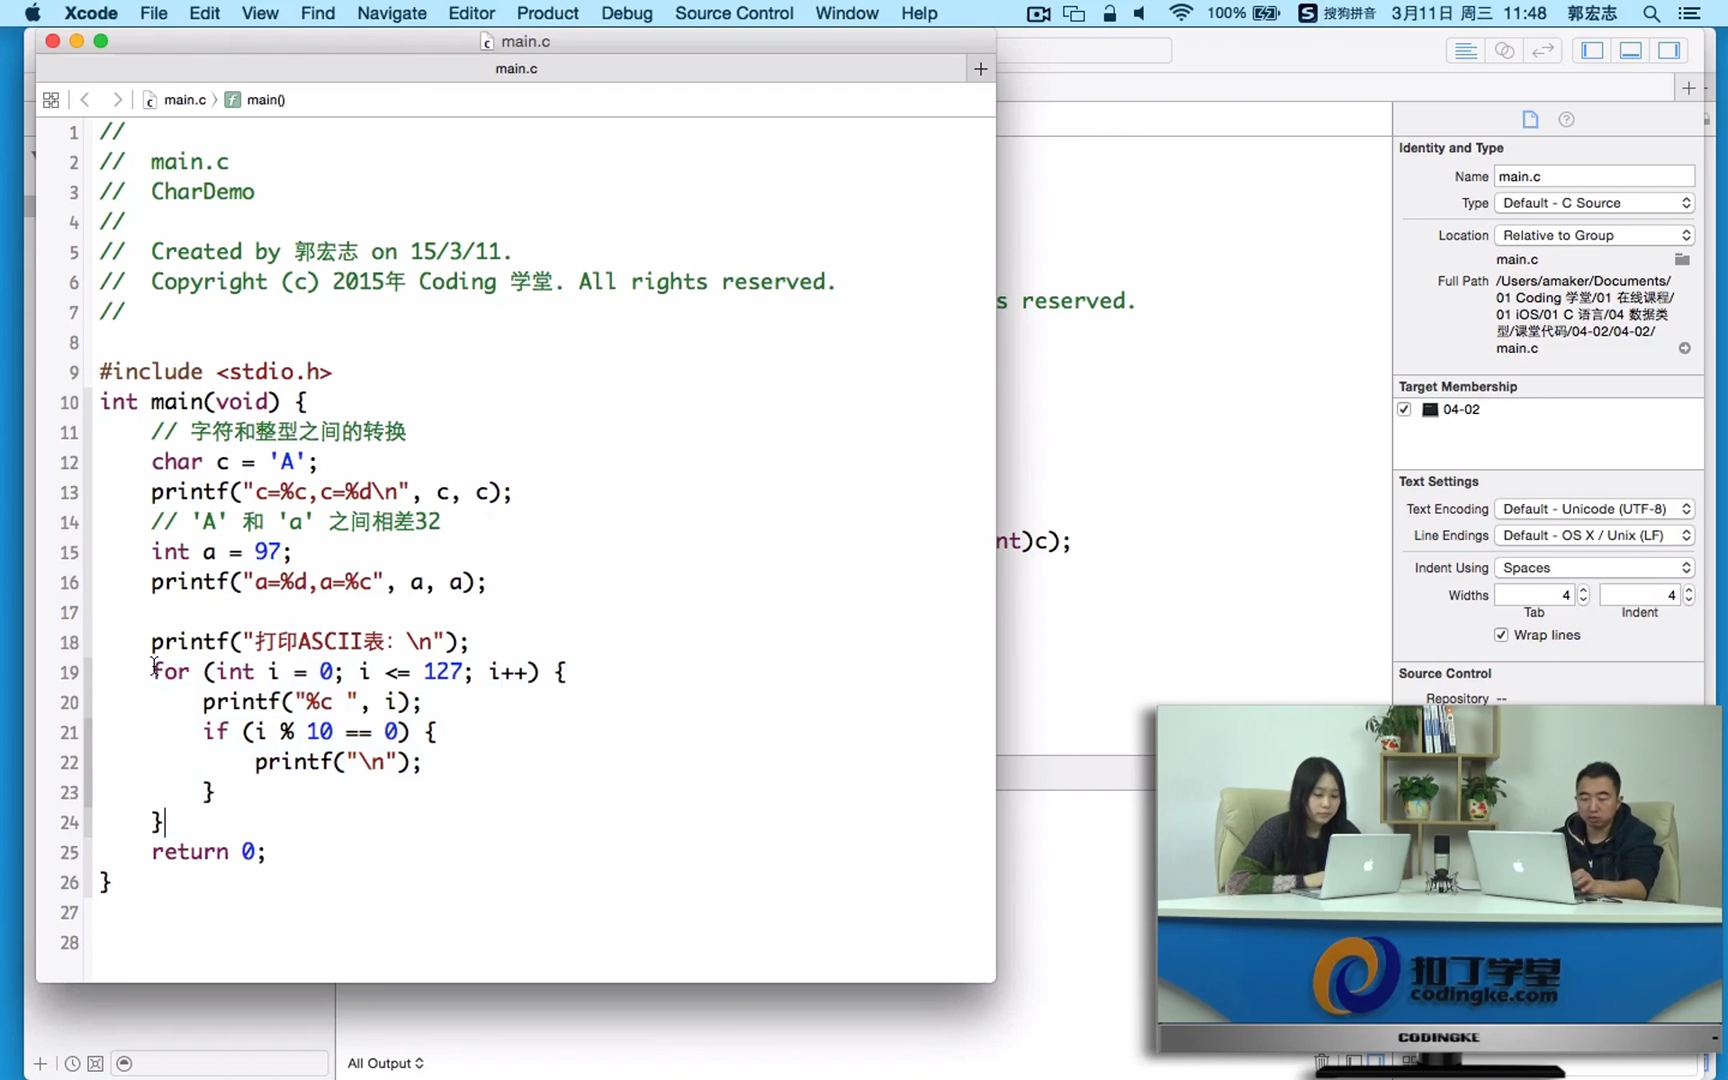 Xcode File Edit View Find Navigate Editor Product Debug Source Control Window Help 100% S 搜狗拼音 3月11日 周三 11:48 郭宏志
main.c
main.c
main.c main()
1 //
2 // main.c
3 // CharDemo
4 //
5 // Created by 郭宏志 on 15/3/11.
6 // Copyright (c) 2015年 Coding 学堂. All rights reserved.
7 //
8
9 #include <stdio.h>
10 int main(void) {
11 // 字符和整型之间的转换
12 char c = 'A';
13 printf("c=%c,c=%d\n", c, c);
14 // 'A' 和 'a' 之间相差32
15 int a = 97;
16 printf("a=%d,a=%c", a, a);
17
18 printf("打印ASCII表：\n");
19 for (int i = 0; i <= 127; i++) {
20 printf("%c ", i);
21 if (i % 10 == 0) {
22 printf("\n");
23 }
24 }
25 return 0;
26 }
27
28
s reserved.
nt)c);
All Output
Identity and Type
Name main.c
Type Default - C Source
Location Relative to Group
main.c
Full Path /Users/amaker/Documents/
01 Coding 学堂/01 在线课程/
01 iOS/01 C 语言/04 数据类
型/课堂代码/04-02/04-02/
main.c
Target Membership
04-02
Text Settings
Text Encoding Default - Unicode (UTF-8)
Line Endings Default - OS X / Unix (LF)
Indent Using Spaces
Widths 4 4
Tab Indent
Wrap lines
Source Control
Repository --
扣丁学堂
codingke.com
CODINGKE